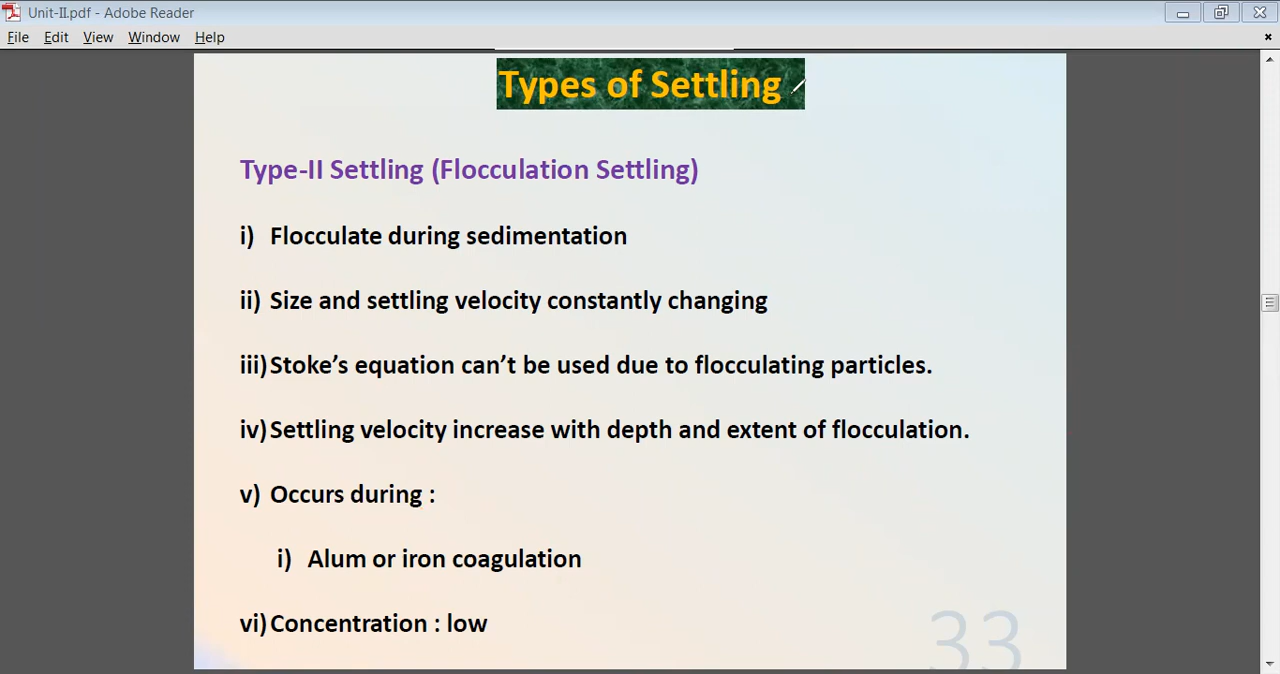 Unit-II.pdf - Adobe Reader
File Edit View Window Help
Types of Settling
Type-II Settling (Flocculation Settling)
i) Flocculate during sedimentation
ii) Size and settling velocity constantly changing
iii) Stoke’s equation can’t be used due to flocculating particles.
iv) Settling velocity increase with depth and extent of flocculation.
v) Occurs during :
i) Alum or iron coagulation
vi) Concentration : low
33